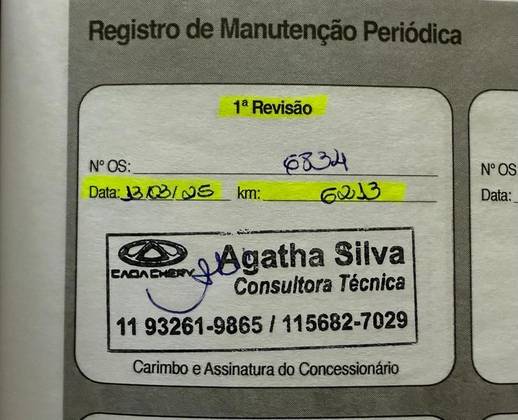 Registro de Manutenção Periódica
1ª Revisão
Nº OS: 6834
Data: 13/03/25 km: 6213
CAOA CHERY
Agatha Silva
Consultora Técnica
11 93261-9865 / 115682-7029
Carimbo e Assinatura do Concessionário
Nº OS
Data: